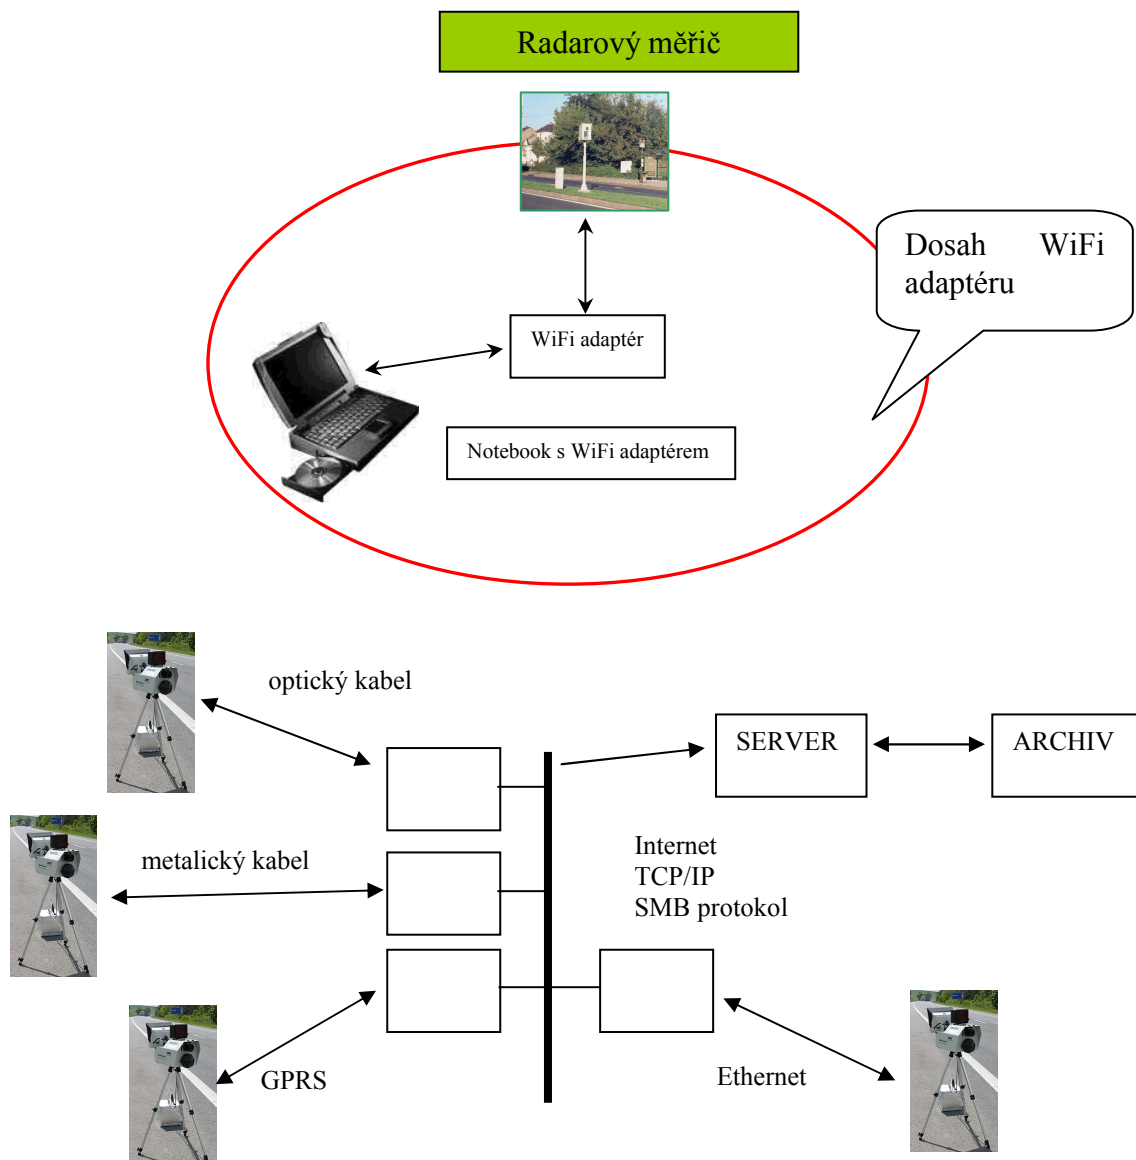 Radarový měřič
Dosah WiFi
adaptéru
WiFi adaptér
Notebook s WiFi adaptérem
optický kabel
SERVER
ARCHIV
metalický kabel
Internet
TCP/IP
SMB protokol
GPRS
Ethernet